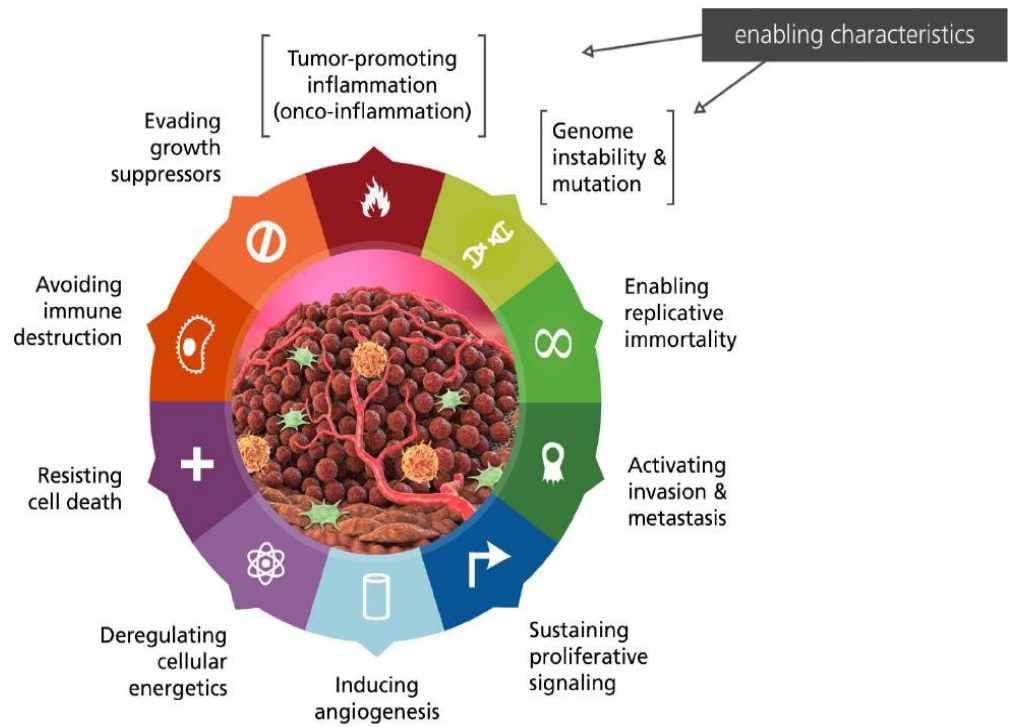 enabling characteristics
Tumor-promoting
inflammation
(onco-inflammation)
Genome
instability &
mutation
Enabling
replicative
immortality
Activating
invasion &
metastasis
Sustaining
proliferative
signaling
Inducing
angiogenesis
Deregulating
cellular
energetics
Resisting
cell death
Avoiding
immune
destruction
Evading
growth
suppressors